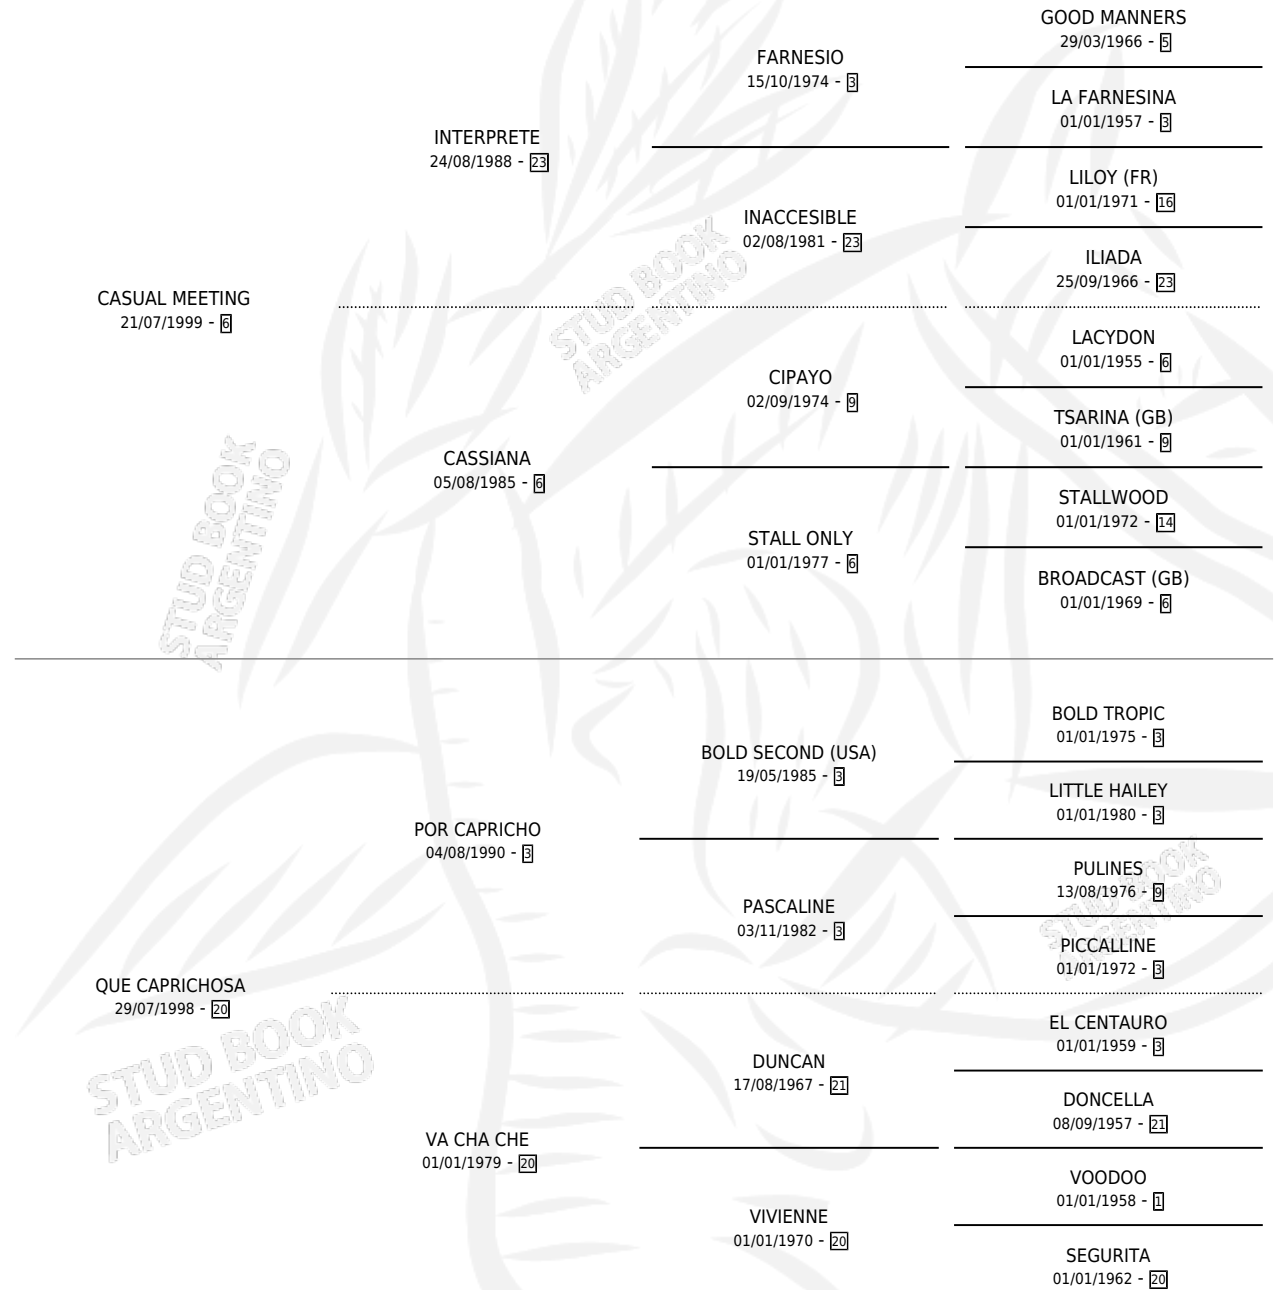 GOOD MANNERS
29/03/1966 - 5
FARNESIO
15/10/1974 - 3
LA FARNESINA
01/01/1957 - 3
INTERPRETE
24/08/1988 - 23
LILOY (FR)
01/01/1971 - 16
INACCESIBLE
02/08/1981 - 23
ILIADA
25/09/1966 - 23
CASUAL MEETING
21/07/1999 - 6
LACYDON
01/01/1955 - 6
CIPAYO
02/09/1974 - 9
TSARINA (GB)
01/01/1961 - 9
CASSIANA
05/08/1985 - 6
STALLWOOD
01/01/1972 - 14
STALL ONLY
01/01/1977 - 6
BROADCAST (GB)
01/01/1969 - 6
STUD BOOK
ARGENTINO
STUD BOOK
ARGENTINO
BOLD TROPIC
01/01/1975 - 3
BOLD SECOND (USA)
19/05/1985 - 3
LITTLE HAILEY
01/01/1980 - 3
POR CAPRICHO
04/08/1990 - 3
PULINES
13/08/1976 - 9
PASCALINE
03/11/1982 - 3
PICCALLINE
01/01/1972 - 3
QUE CAPRICHOSA
29/07/1998 - 20
EL CENTAURO
01/01/1959 - 3
DUNCAN
17/08/1967 - 21
DONCELLA
08/09/1957 - 21
VA CHA CHE
01/01/1979 - 20
VOODOO
01/01/1958 - 1
VIVIENNE
01/01/1970 - 20
SEGURITA
01/01/1962 - 20
STUD BOOK
ARGENTINO
STUD BOOK
ARGENTINO